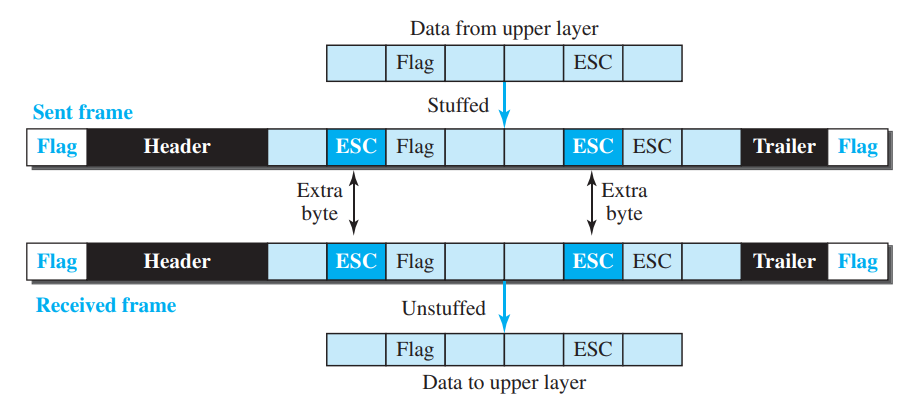 Data from upper layer
Flag ESC
Stuffed
Sent frame
Flag Header ESC Flag ESC ESC Trailer Flag
Extra byte
Extra byte
Flag Header ESC Flag ESC ESC Trailer Flag
Received frame
Unstuffed
Flag ESC
Data to upper layer